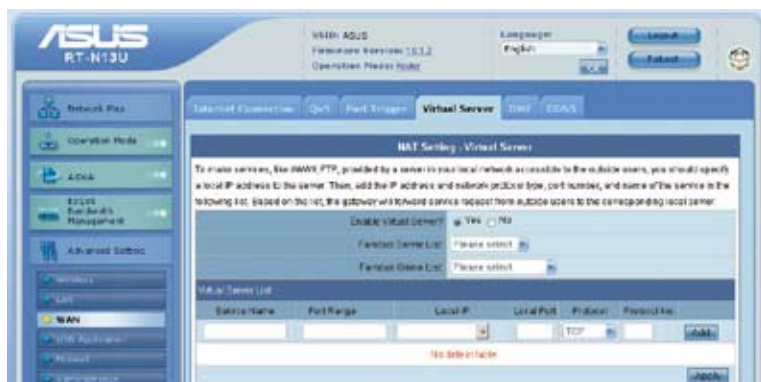 ASUS
RT-N13U
SSID: ASUS
Firmware Version: 1.0.1.2
Operation Mode: Router
Language:
English
Logout
Reboot
Network Map
Operation Mode
AiDisk
EzQoS
Bandwidth
Management
Advanced Setting
Wireless
LAN
WAN
USB Application
Firewall
Administration
Internet Connection QoS Port Trigger Virtual Server DMZ DDNS
NAT Setting - Virtual Server
To make services, like WWW, FTP, provided by a server in your local network accessible to the outside users, you should specify
a local IP address to the server. Then, add the IP address and network protocol type, port number, and name of the service in the
following list. Based on the list, the gateway will forward service request from outside users to the corresponding local server.
Enable Virtual Server? Yes No
Famous Server List: Please select
Famous Game List: Please select
Virtual Server List
Service Name Port Range Local IP Local Port Protocol Protocol No.
TCP Add
No data in table.
Apply